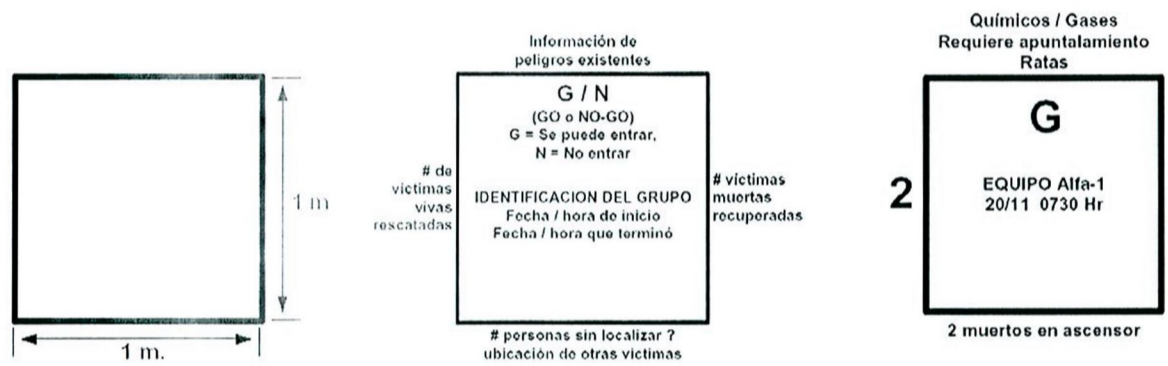 1 m
1 m.
Información de
peligros existentes
G / N
(GO o NO-GO)
G = Se puede entrar,
N = No entrar
# de
victimas
vivas
rescatadas
IDENTIFICACION DEL GRUPO
Fecha / hora de inicio
Fecha / hora que terminó
# víctimas
muertas
recuperadas
# personas sin localizar ?
ubicación de otras victimas
Químicos / Gases
Requiere apuntalamiento
Ratas
G
2
EQUIPO Alfa-1
20/11 0730 Hr
2 muertos en ascensor